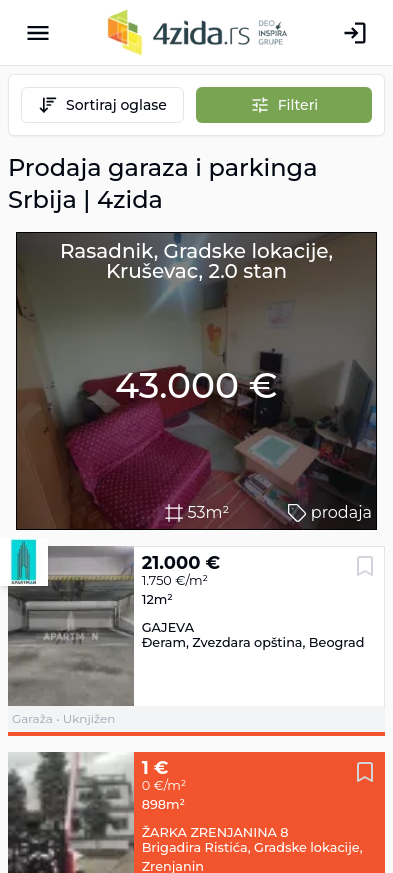 4zida.rs
DEO
INSPIRA
GRUPE
Sortiraj oglase
Filteri
Prodaja garaza i parkinga
Srbija | 4zida
Rasadnik, Gradske lokacije,
Kruševac, 2.0 stan
43.000 €
53m²
prodaja
APARTMAN
21.000 €
1.750 €/m²
12m²
GAJEVA
Đeram, Zvezdara opština, Beograd
Garaža • Uknjižen
1 €
0 €/m²
898m²
ŽARKA ZRENJANINA 8
Brigadira Ristića, Gradske lokacije,
Zrenjanin